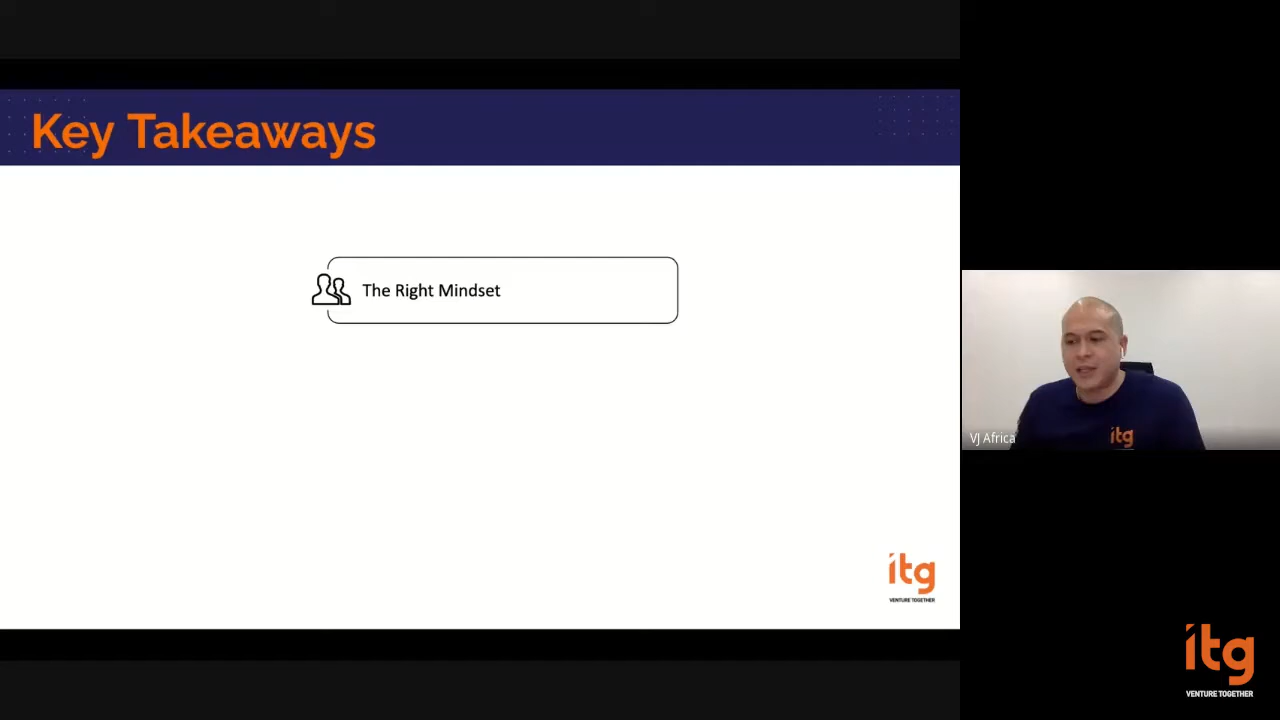 Key Takeaways
The Right Mindset
itg
VENTURE TOGETHER
VJ Africa
itg
itg
VENTURE TOGETHER